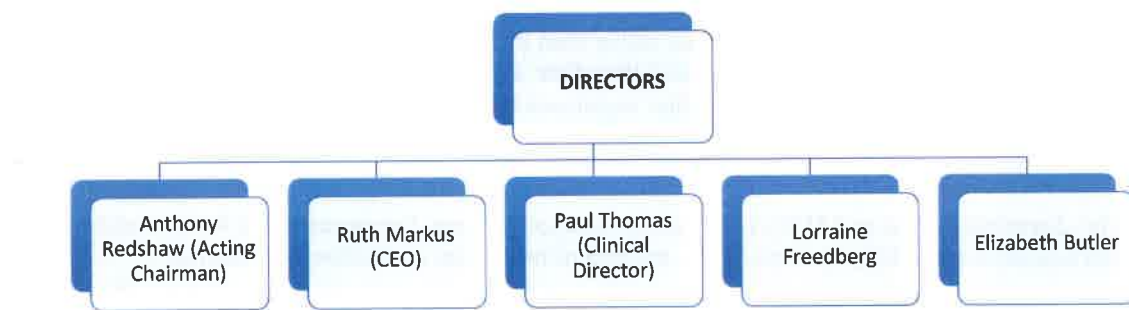 DIRECTORS
Anthony
Redshaw (Acting
Chairman)
Ruth Markus
(CEO)
Paul Thomas
(Clinical
Director)
Lorraine
Freedberg
Elizabeth Butler